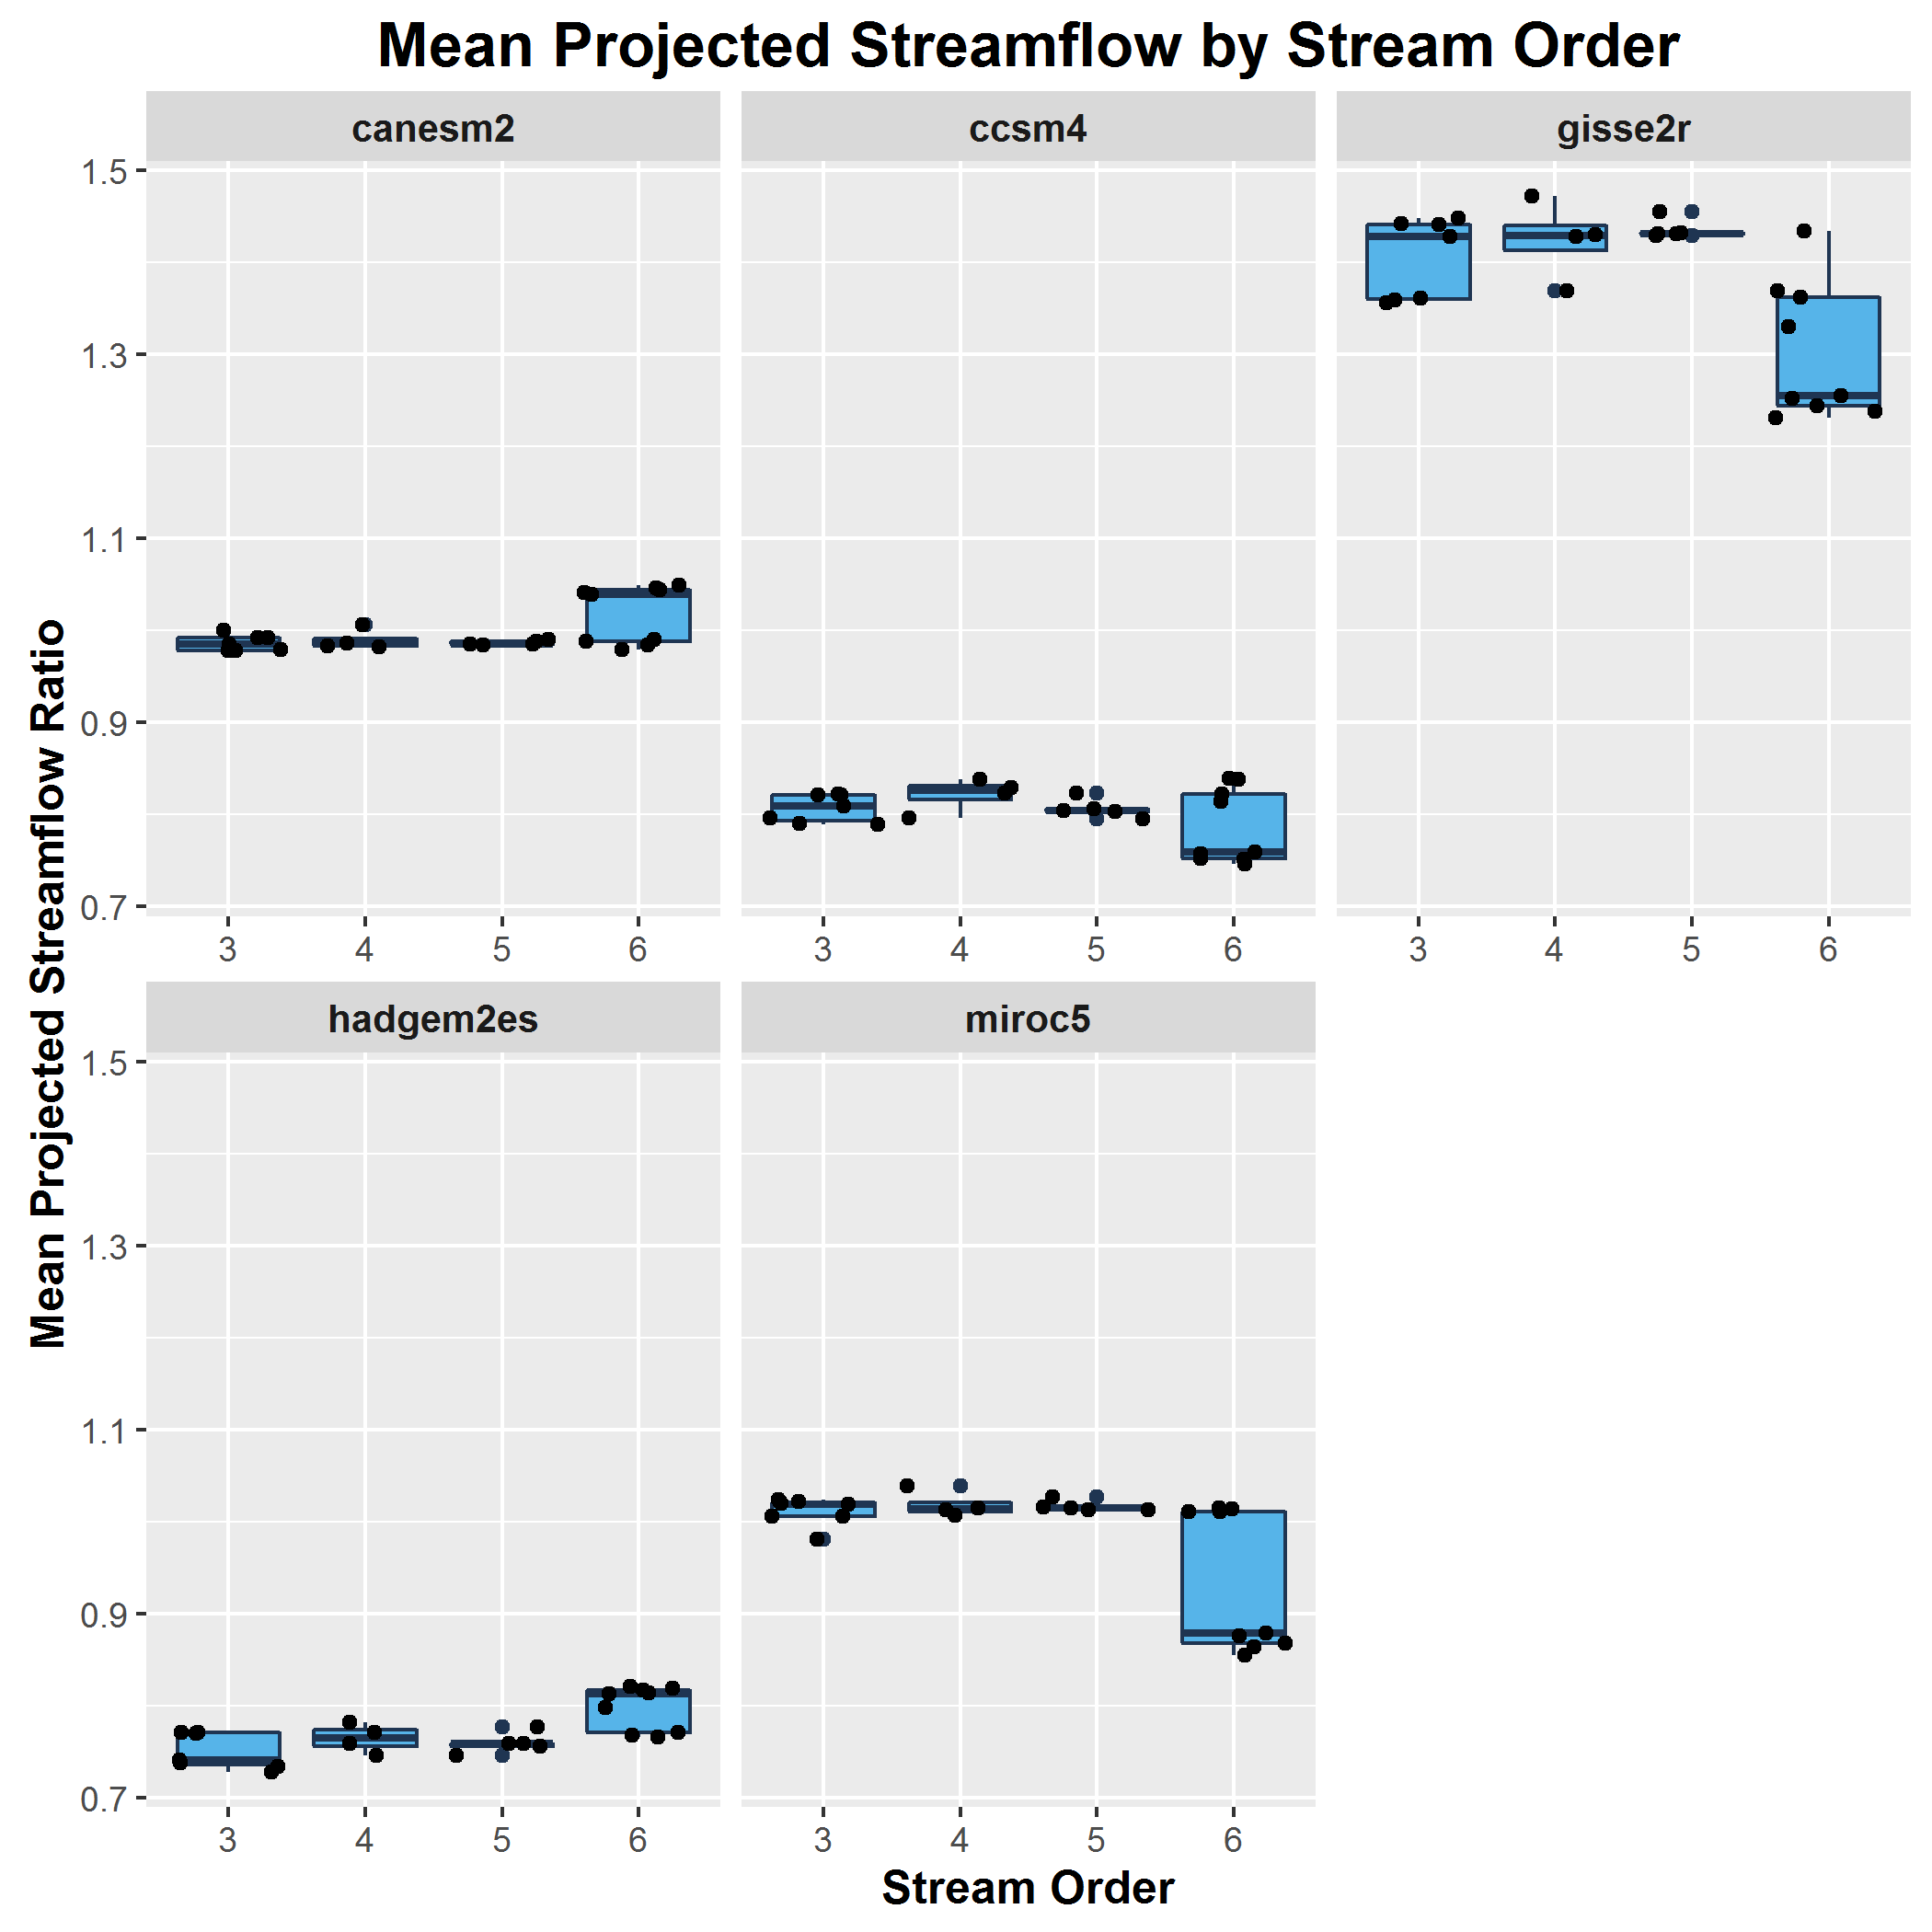 Mean Projected Streamflow by Stream Order
canesm2
ccsm4
gisse2r
1.5
1.3
1.1
0.9
0.7
3 4 5 6
3 4 5 6
3 4 5 6
Mean Projected Streamflow Ratio
hadgem2es
miroc5
1.5
1.3
1.1
0.9
0.7
3 4 5 6
3 4 5 6
Stream Order